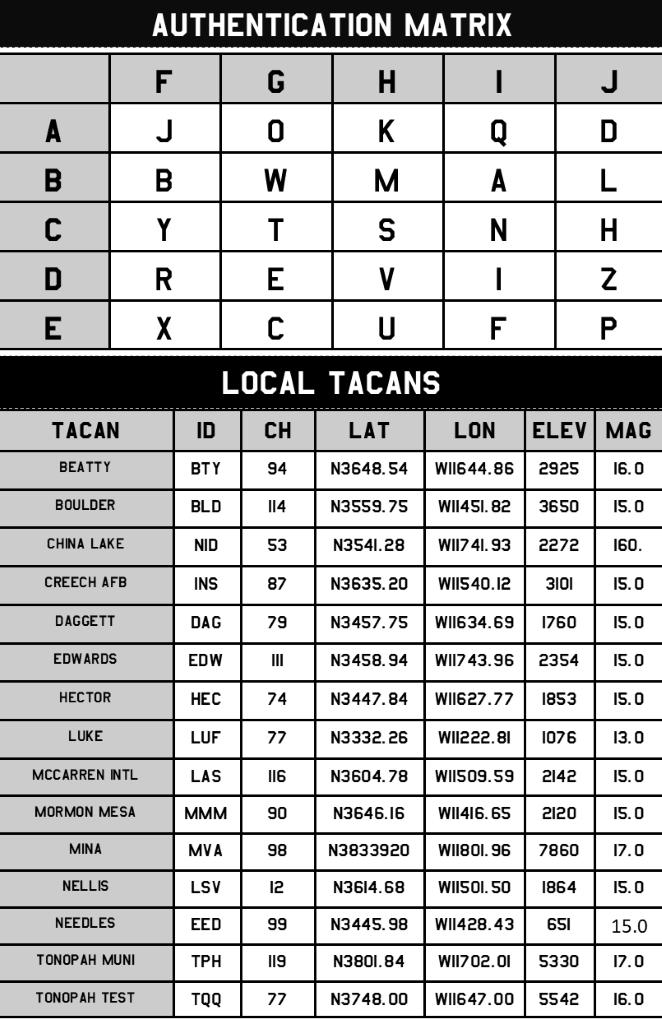 AUTHENTICATION MATRIX
F G H I J
A J O K Q D
B B W M A L
C Y T S N H
D R E V I Z
E X C U F P
LOCAL TACANS
TACAN ID CH LAT LON ELEV MAG
BEATTY BTY 94 N3648.54 W11644.86 2925 16.0
BOULDER BLD 114 N3559.75 W11451.82 3650 15.0
CHINA LAKE NID 53 N3541.28 W11741.93 2272 160.
CREECH AFB INS 87 N3635.20 W11540.12 3101 15.0
DAGGETT DAG 79 N3457.75 W11634.69 1760 15.0
EDWARDS EDW 111 N3458.94 W11743.96 2354 15.0
HECTOR HEC 74 N3447.84 W11627.77 1853 15.0
LUKE LUF 77 N3332.26 W11222.81 1076 13.0
MCCARREN INTL LAS 116 N3604.78 W11509.59 2142 15.0
MORMON MESA MMM 90 N3646.16 W11416.65 2120 15.0
MINA MVA 98 N3833920 W11801.96 7860 17.0
NELLIS LSV 12 N3614.68 W11501.50 1864 15.0
NEEDLES EED 99 N3445.98 W11428.43 651 15.0
TONOPAH MUNI TPH 119 N3801.84 W11702.01 5330 17.0
TONOPAH TEST TQQ 77 N3748.00 W11647.00 5542 16.0